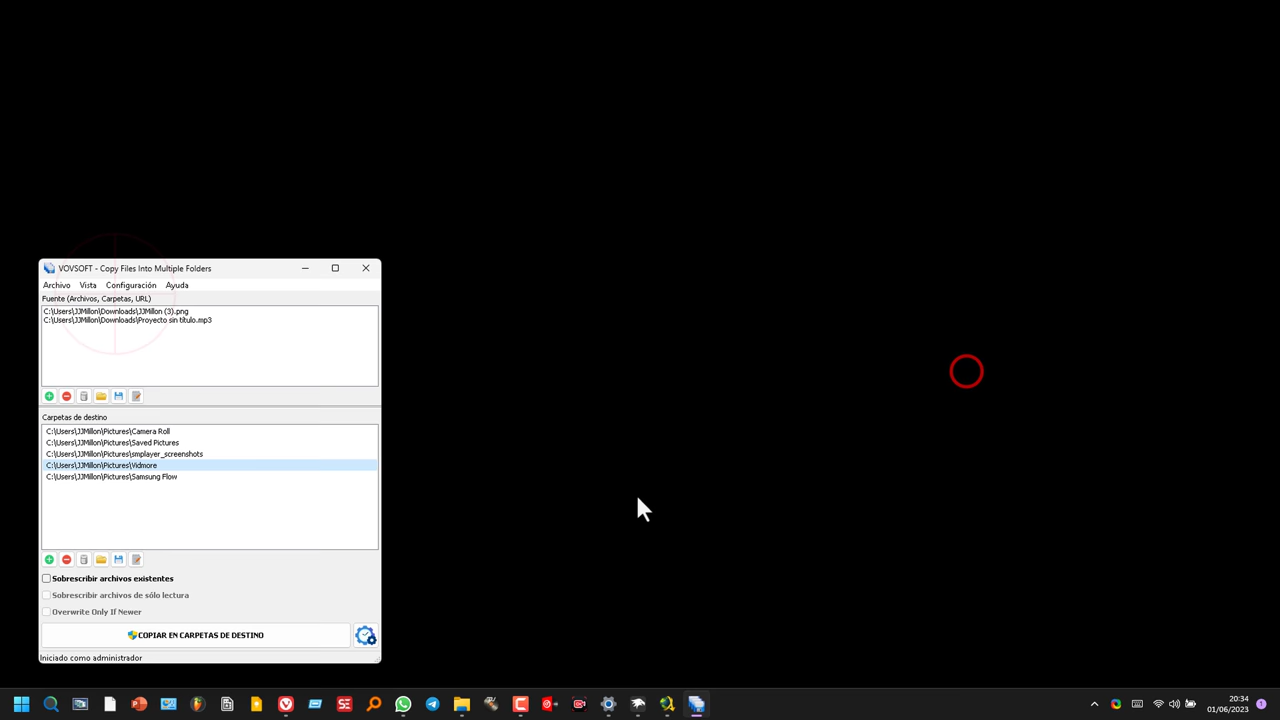 VOVSOFT - Copy Files Into Multiple Folders
Archivo Vista Configuración Ayuda
Fuente (Archivos, Carpetas, URL)
C:\Users\JJMillon\Downloads\JJMillon (3).png
C:\Users\JJMillon\Downloads\Proyecto sin título.mp3
Carpetas de destino
C:\Users\JJMillon\Pictures\Camera Roll
C:\Users\JJMillon\Pictures\Saved Pictures
C:\Users\JJMillon\Pictures\smplayer_screenshots
C:\Users\JJMillon\Pictures\Vidmore
C:\Users\JJMillon\Pictures\Samsung Flow
Sobrescribir archivos existentes
Sobrescribir archivos de sólo lectura
Overwrite Only If Newer
COPIAR EN CARPETAS DE DESTINO
Iniciado como administrador
SE
20:34
01/06/2023
1